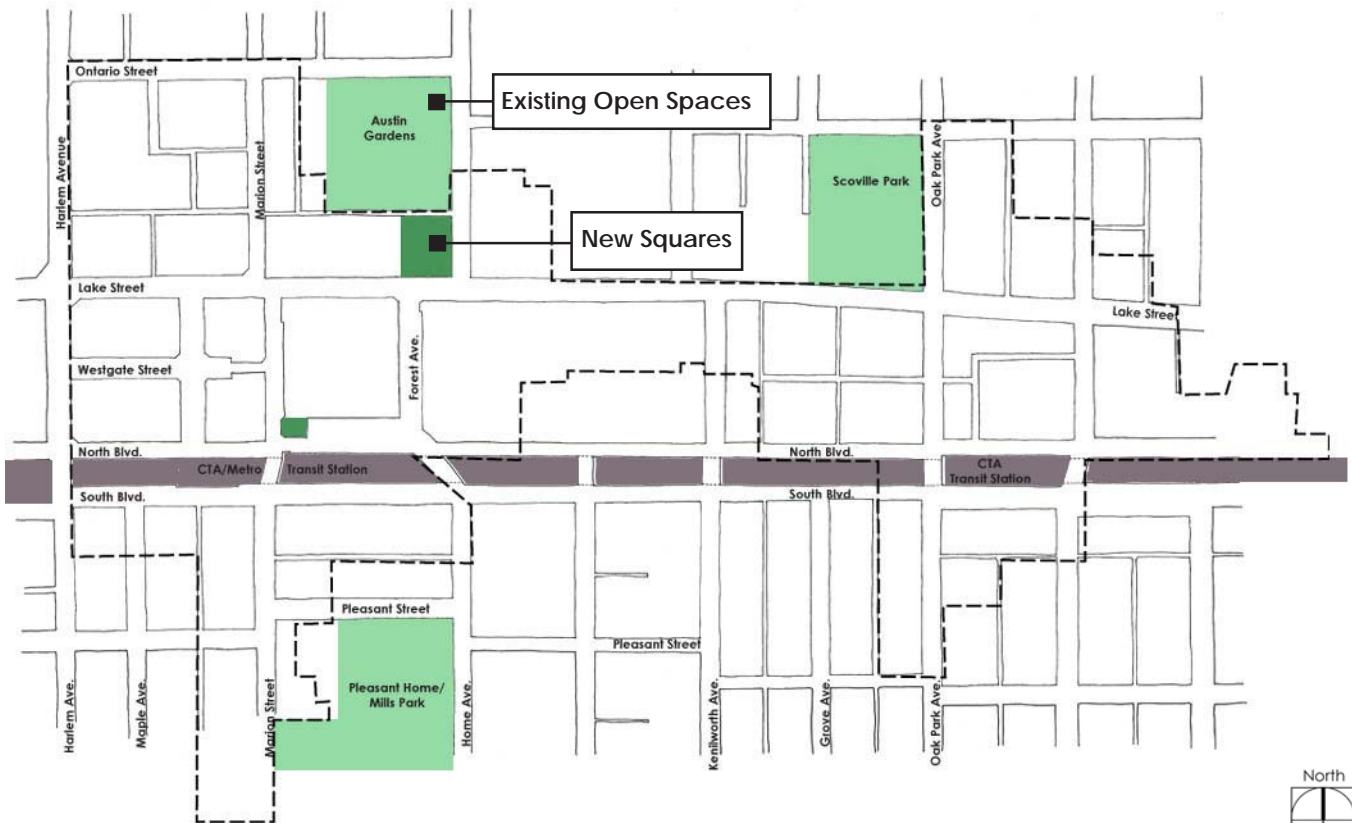 Ontario Street
Existing Open Spaces
Austin
Gardens
Harlem Avenue
Marion Street
Scoville Park
Oak Park Ave.
New Squares
Lake Street
Lake Street
Forest Ave.
Westgate Street
North Blvd.
North Blvd.
CTA/Metro
Transit Station
CTA
Transit Station
South Blvd.
South Blvd.
Pleasant Street
Pleasant Street
Pleasant Home/
Mills Park
Harlem Ave.
Maple Ave.
Marion Street
Home Ave.
Kenilworth Ave.
Grove Ave.
Oak Park Ave.
North